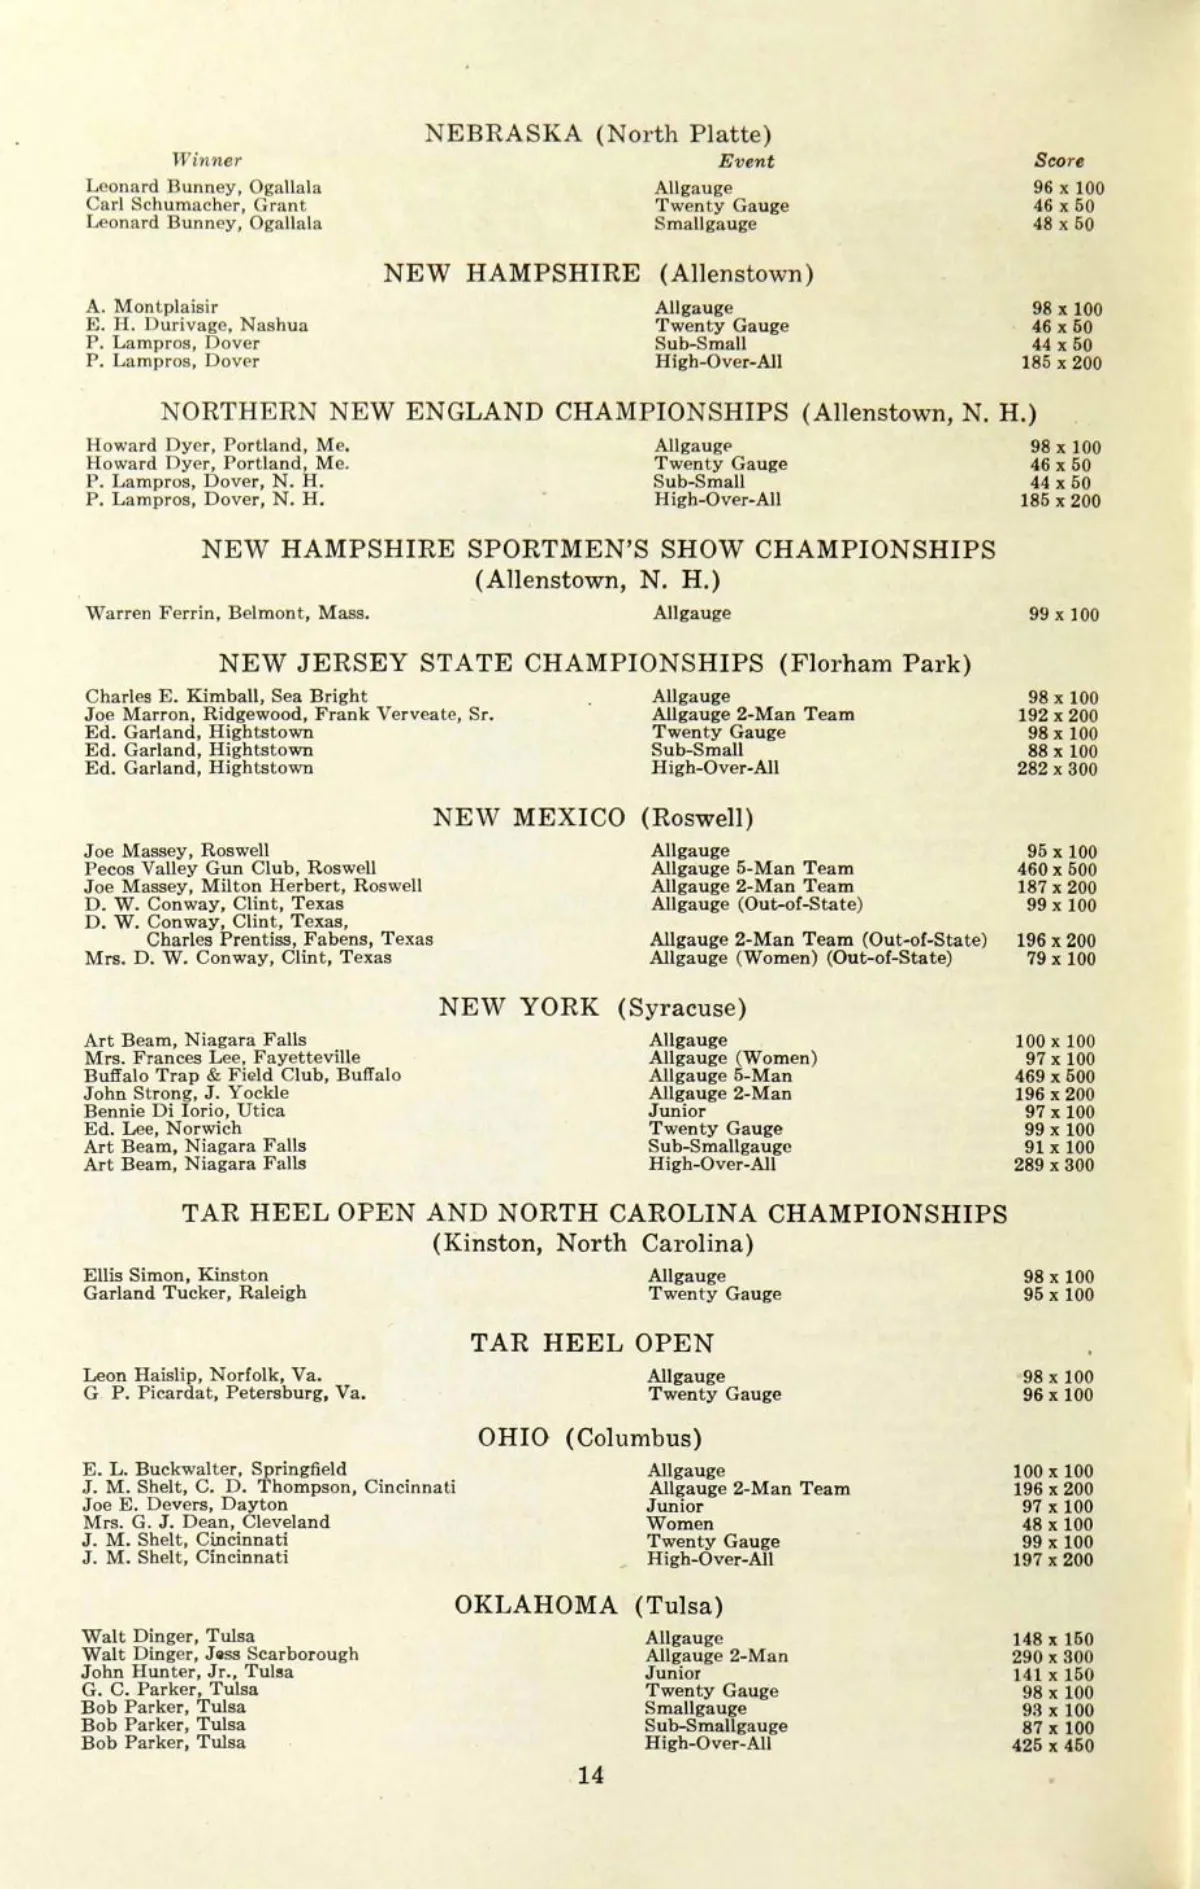 NEBRASKA (North Platte)
Winner Event Score
Leonard Bunney, Ogallala Allgauge 96 x 100
Carl Schumacher, Grant Twenty Gauge 46 x 50
Leonard Bunney, Ogallala Smallgauge 48 x 50
NEW HAMPSHIRE (Allenstown)
A. Montplaisir Allgauge 98 x 100
E. H. Durivage, Nashua Twenty Gauge 46 x 50
P. Lampros, Dover Sub-Small 44 x 50
P. Lampros, Dover High-Over-All 185 x 200
NORTHERN NEW ENGLAND CHAMPIONSHIPS (Allenstown, N. H.)
Howard Dyer, Portland, Me. Allgauge 98 x 100
Howard Dyer, Portland, Me. Twenty Gauge 46 x 50
P. Lampros, Dover, N. H. Sub-Small 44 x 50
P. Lampros, Dover, N. H. High-Over-All 185 x 200
NEW HAMPSHIRE SPORTMEN'S SHOW CHAMPIONSHIPS
(Allenstown, N. H.)
Warren Ferrin, Belmont, Mass. Allgauge 99 x 100
NEW JERSEY STATE CHAMPIONSHIPS (Florham Park)
Charles E. Kimball, Sea Bright Allgauge 98 x 100
Joe Marron, Ridgewood, Frank Verveate, Sr. Allgauge 2-Man Team 192 x 200
Ed. Garland, Hightstown Twenty Gauge 98 x 100
Ed. Garland, Hightstown Sub-Small 88 x 100
Ed. Garland, Hightstown High-Over-All 282 x 300
NEW MEXICO (Roswell)
Joe Massey, Roswell Allgauge 95 x 100
Pecos Valley Gun Club, Roswell Allgauge 5-Man Team 460 x 500
Joe Massey, Milton Herbert, Roswell Allgauge 2-Man Team 187 x 200
D. W. Conway, Clint, Texas Allgauge (Out-of-State) 99 x 100
D. W. Conway, Clint, Texas,
Charles Prentiss, Fabens, Texas Allgauge 2-Man Team (Out-of-State) 196 x 200
Mrs. D. W. Conway, Clint, Texas Allgauge (Women) (Out-of-State) 79 x 100
NEW YORK (Syracuse)
Art Beam, Niagara Falls Allgauge 100 x 100
Mrs. Frances Lee, Fayetteville Allgauge (Women) 97 x 100
Buffalo Trap & Field Club, Buffalo Allgauge 5-Man 469 x 500
John Strong, J. Yockle Allgauge 2-Man 196 x 200
Bennie Di Iorio, Utica Junior 97 x 100
Ed. Lee, Norwich Twenty Gauge 99 x 100
Art Beam, Niagara Falls Sub-Smallgauge 91 x 100
Art Beam, Niagara Falls High-Over-All 289 x 300
TAR HEEL OPEN AND NORTH CAROLINA CHAMPIONSHIPS
(Kinston, North Carolina)
Ellis Simon, Kinston Allgauge 98 x 100
Garland Tucker, Raleigh Twenty Gauge 95 x 100
TAR HEEL OPEN
Leon Haislip, Norfolk, Va. Allgauge 98 x 100
G P. Picardat, Petersburg, Va. Twenty Gauge 96 x 100
OHIO (Columbus)
E. L. Buckwalter, Springfield Allgauge 100 x 100
J. M. Shelt, C. D. Thompson, Cincinnati Allgauge 2-Man Team 196 x 200
Joe E. Devers, Dayton Junior 97 x 100
Mrs. G. J. Dean, Cleveland Women 48 x 100
J. M. Shelt, Cincinnati Twenty Gauge 99 x 100
J. M. Shelt, Cincinnati High-Over-All 197 x 200
OKLAHOMA (Tulsa)
Walt Dinger, Tulsa Allgauge 148 x 150
Walt Dinger, Jess Scarborough Allgauge 2-Man 290 x 300
John Hunter, Jr., Tulsa Junior 141 x 150
G. C. Parker, Tulsa Twenty Gauge 98 x 100
Bob Parker, Tulsa Smallgauge 93 x 100
Bob Parker, Tulsa Sub-Smallgauge 87 x 100
Bob Parker, Tulsa High-Over-All 425 x 450
14